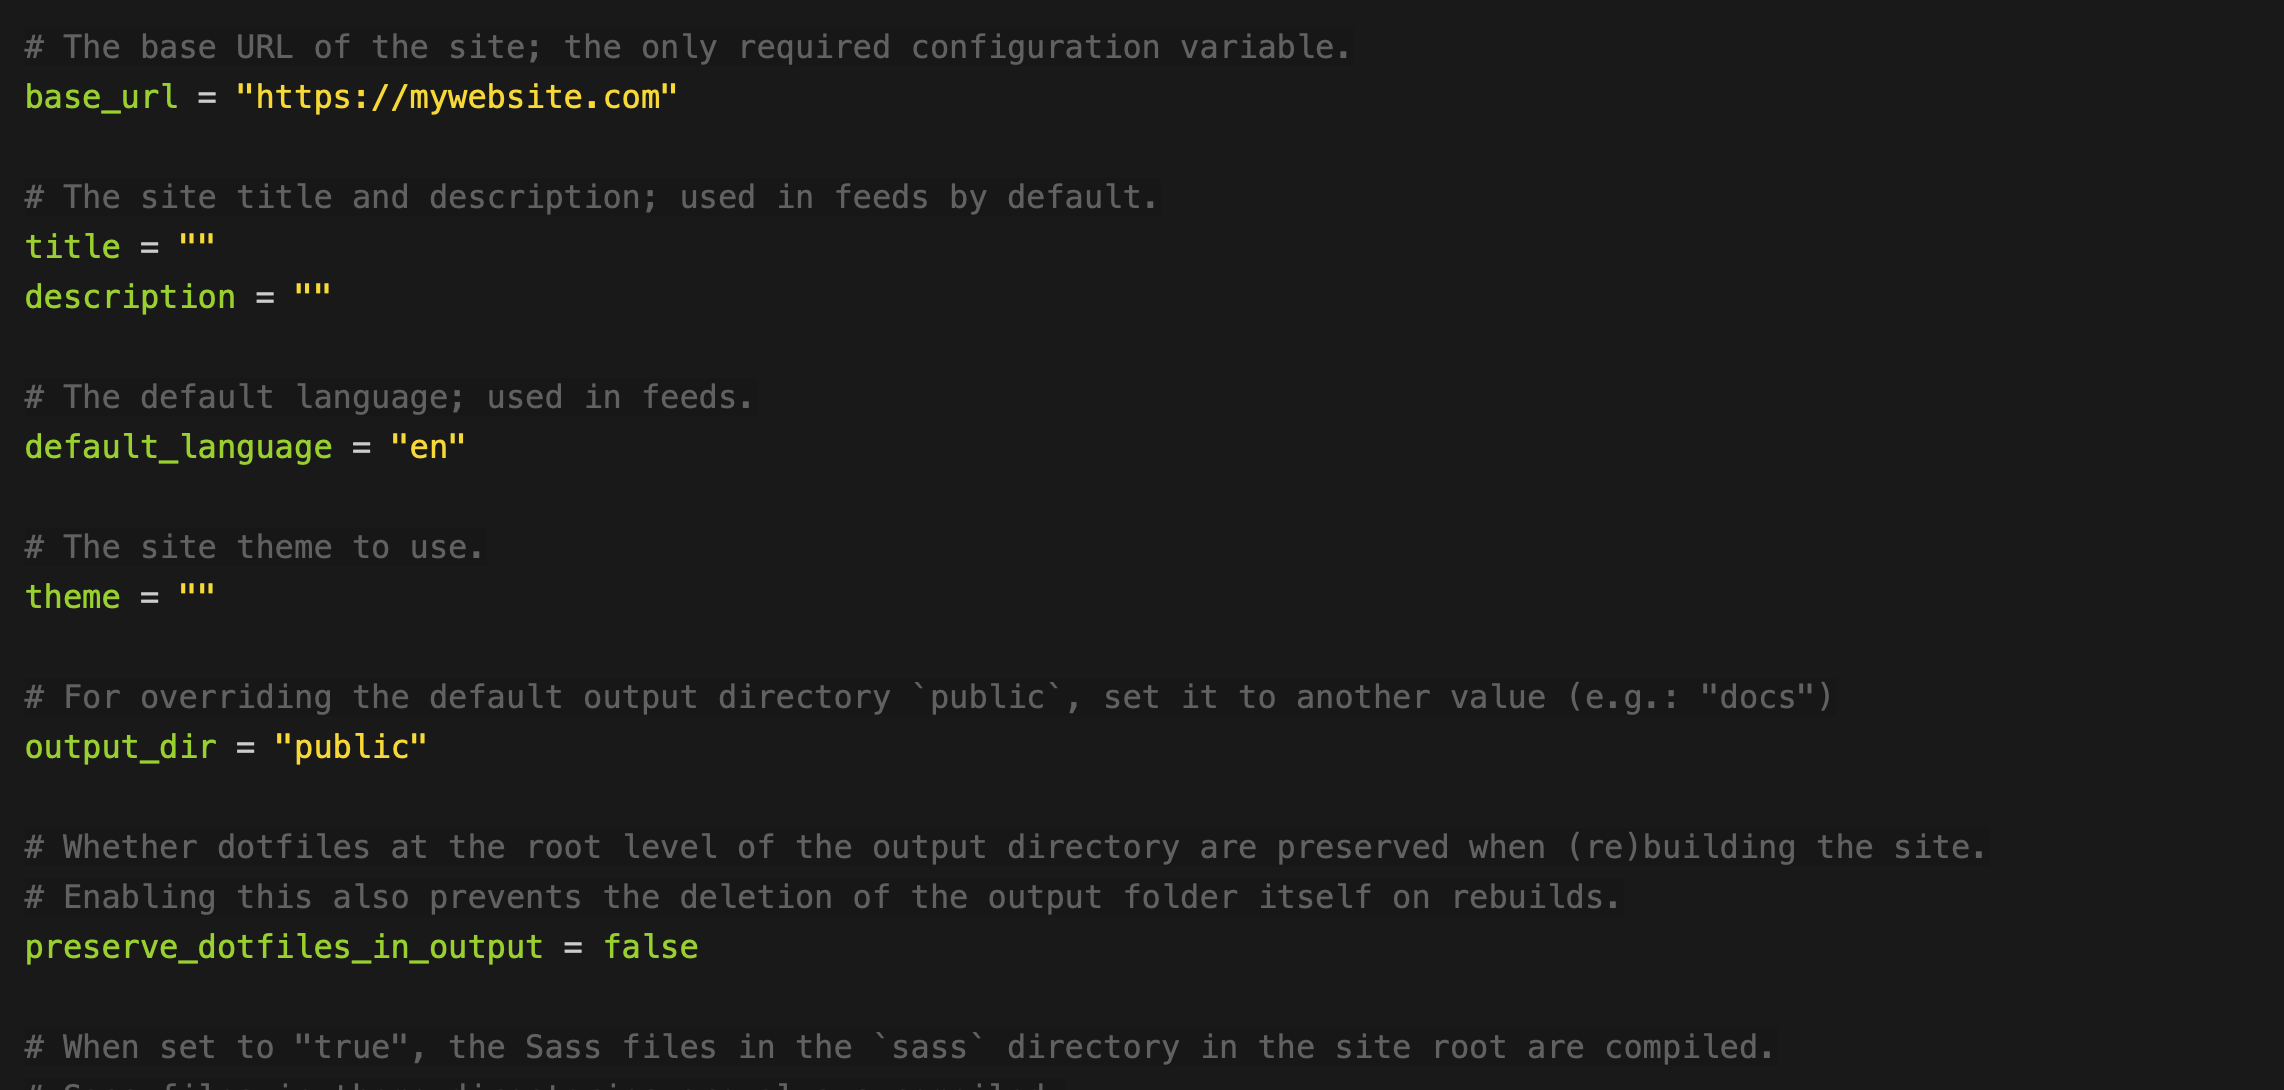 # The base URL of the site; the only required configuration variable.
base_url = "https://mywebsite.com"
# The site title and description; used in feeds by default.
title = ""
description = ""
# The default language; used in feeds.
default_language = "en"
# The site theme to use.
theme = ""
# For overriding the default output directory `public`, set it to another value (e.g.: "docs")
output_dir = "public"
# Whether dotfiles at the root level of the output directory are preserved when (re)building the site.
# Enabling this also prevents the deletion of the output folder itself on rebuilds.
preserve_dotfiles_in_output = false
# When set to "true", the Sass files in the `sass` directory in the site root are compiled.